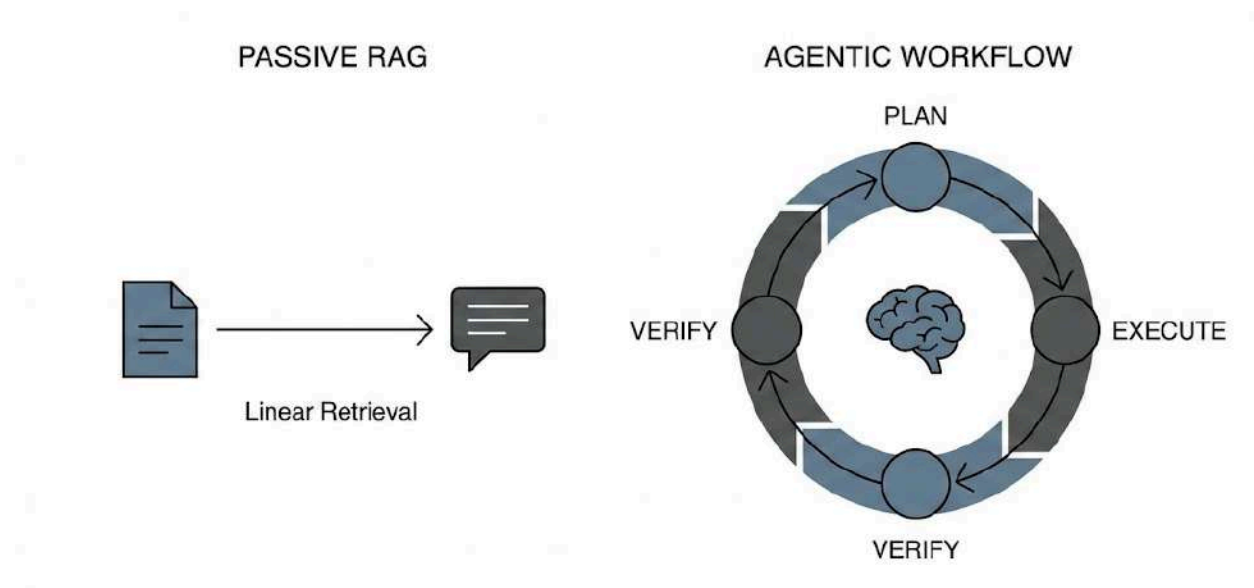 PASSIVE RAG
Linear Retrieval
AGENTIC WORKFLOW
PLAN
EXECUTE
VERIFY
VERIFY